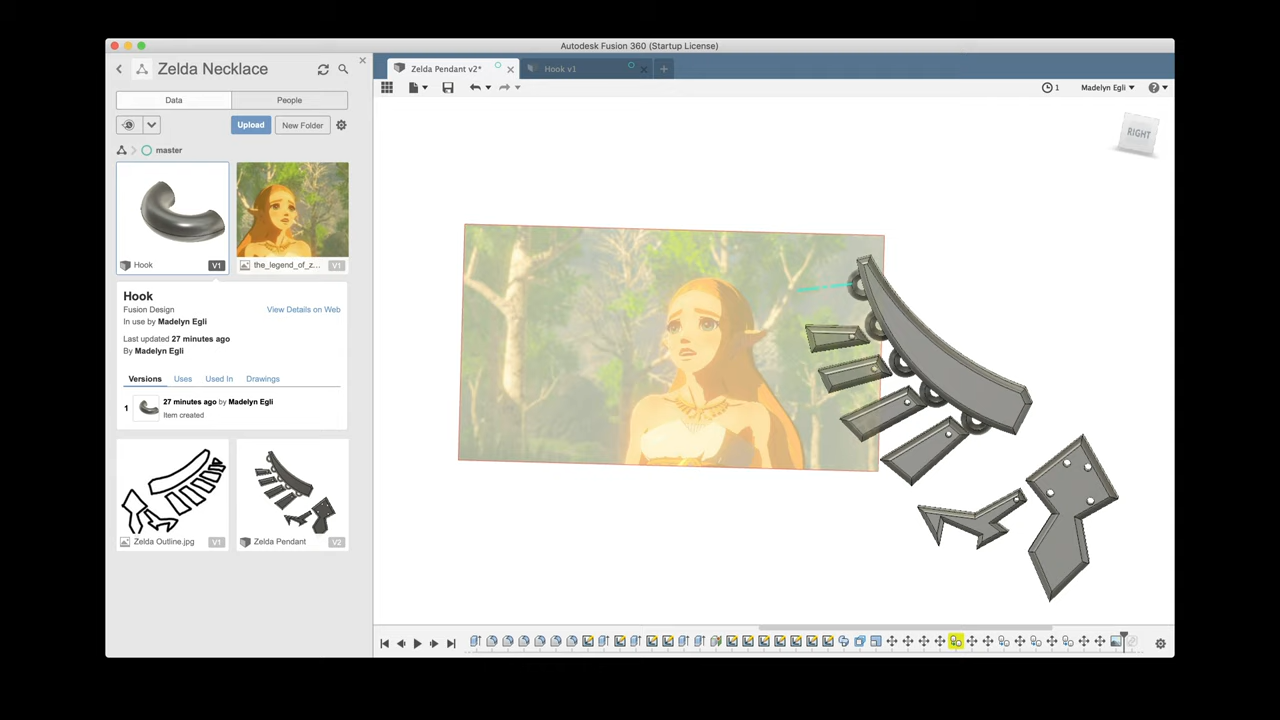 Autodesk Fusion 360 (Startup License)
Zelda Necklace
Zelda Pendant v2*
Hook v1
Data
People
1
Madelyn Egli
Upload
New Folder
master
RIGHT
Hook
V1
the_legend_of_z...
V1
Hook
Fusion Design
View Details on Web
In use by Madelyn Egli
Last updated 27 minutes ago
By Madelyn Egli
Versions
Uses
Used In
Drawings
1
27 minutes ago by Madelyn Egli
Item created
Zelda Outline.jpg
V1
Zelda Pendant
V2